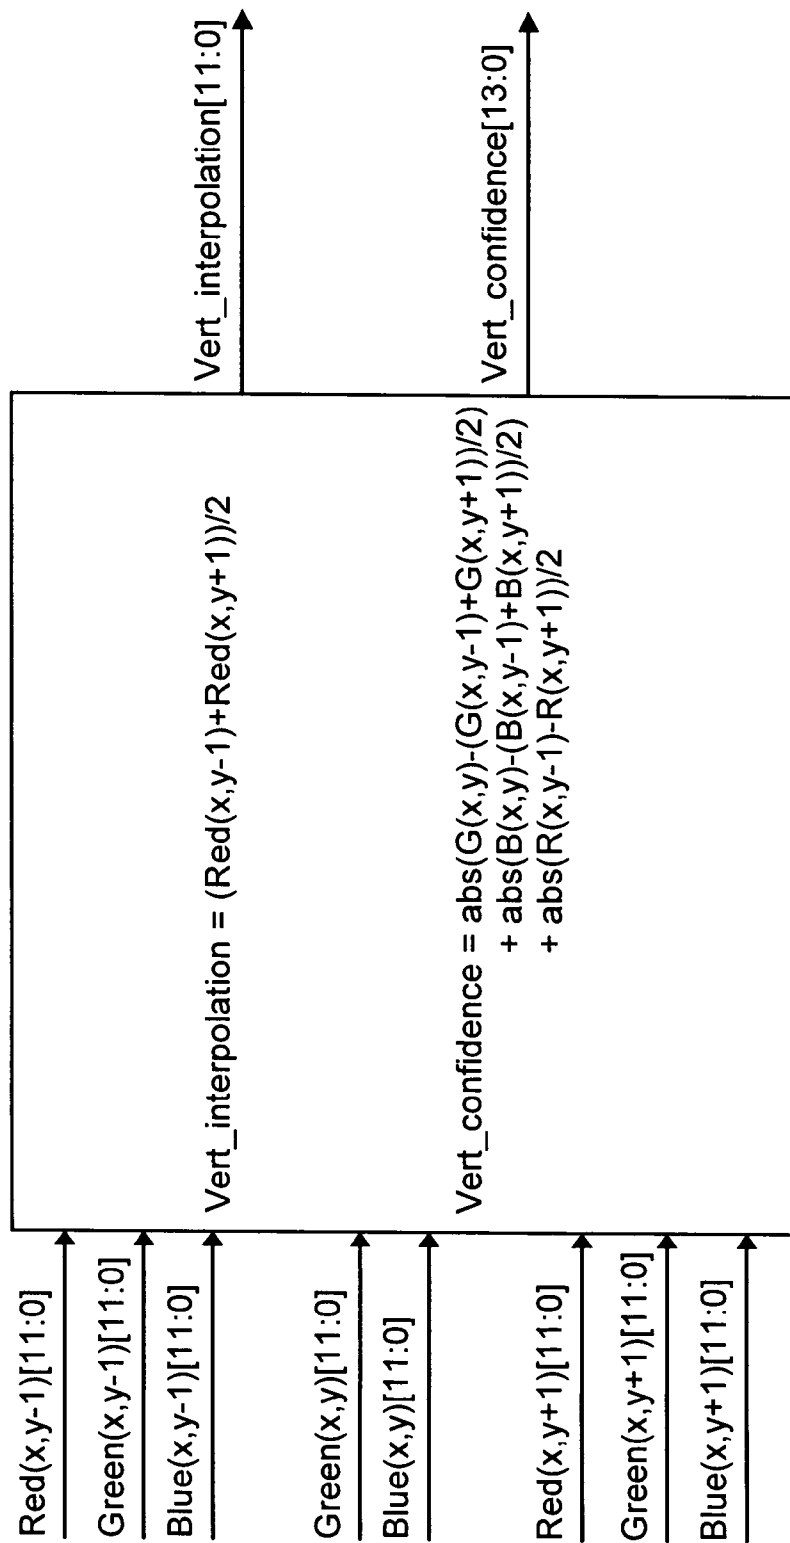 Red(x,y-1)[11:0]
Green(x,y-1)[11:0]
Blue(x,y-1)[11:0]
Green(x,y)[11:0]
Blue(x,y)[11:0]
Red(x,y+1)[11:0]
Green(x,y+1)[11:0]
Blue(x,y+1)[11:0]
Vert_interpolation = (Red(x,y-1)+Red(x,y+1))/2
Vert_confidence = abs(G(x,y)-(G(x,y-1)+G(x,y+1))/2)
+ abs(B(x,y)-(B(x,y-1)+B(x,y+1))/2)
+ abs(R(x,y-1)-R(x,y+1))/2
Vert_interpolation[11:0]
Vert_confidence[13:0]